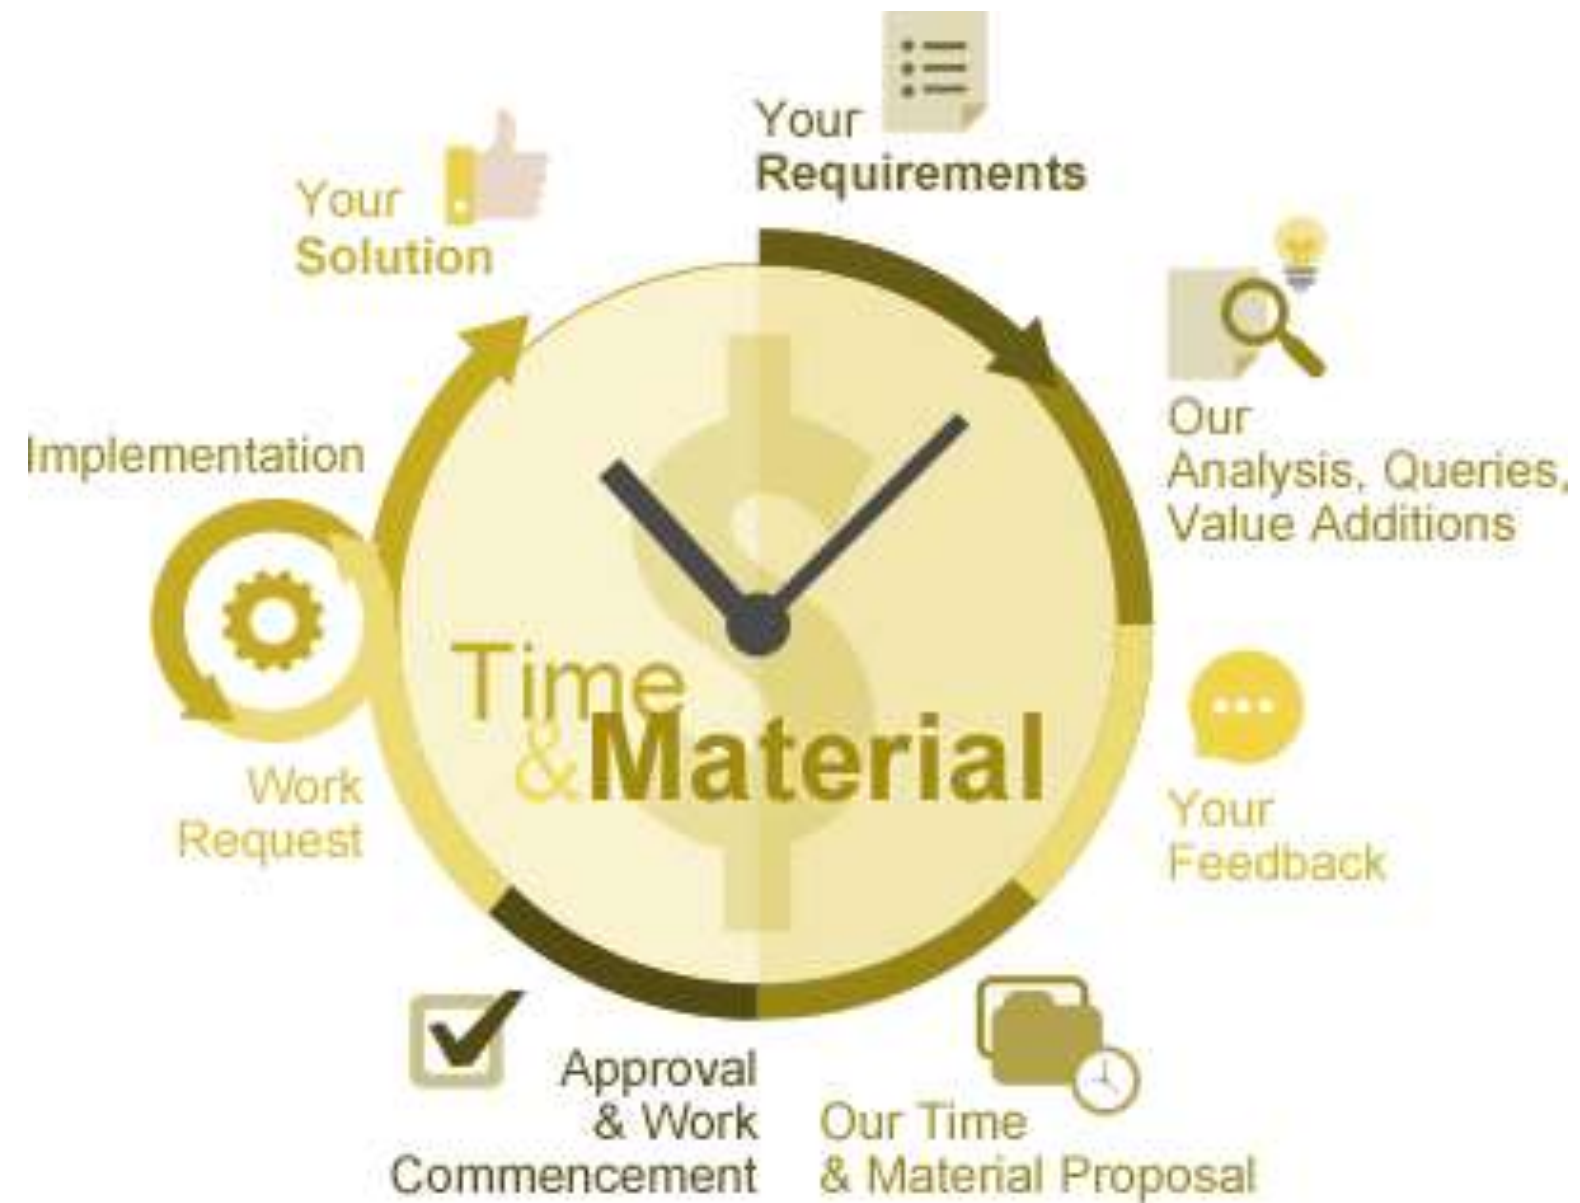 Your
Requirements
Our
Analysis, Queries,
Value Additions
Your
Feedback
Our Time
& Material Proposal
Approval
& Work
Commencement
Work
Request
Implementation
Your
Solution
Time
&Material